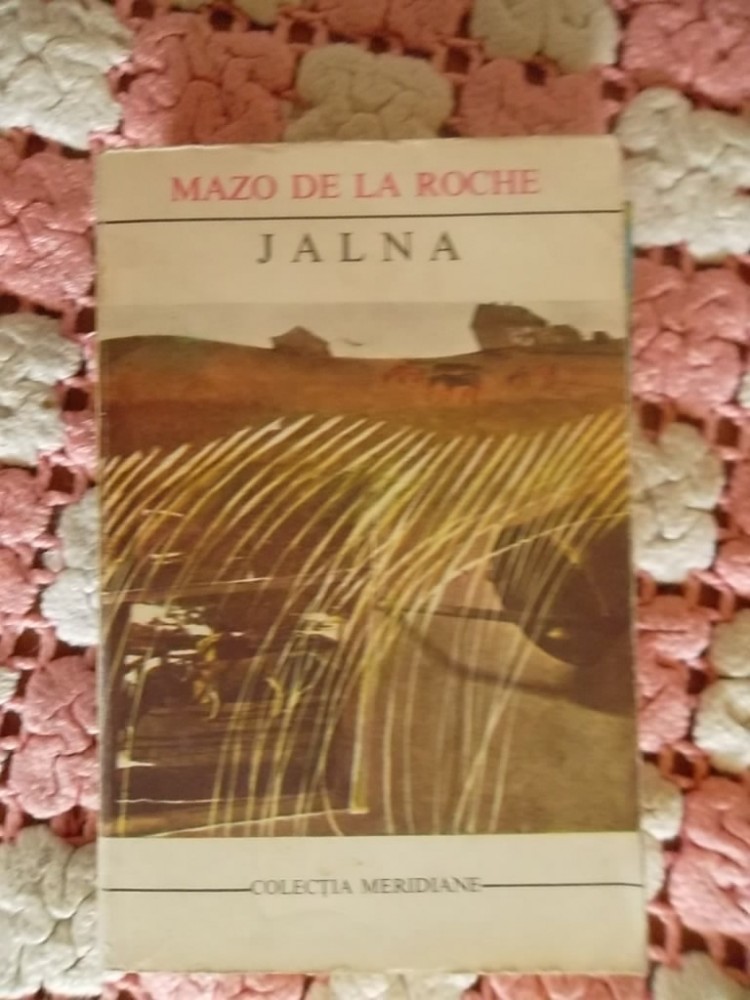 MAZO DE LA ROCHE
JALNA
COLECȚIA MERIDIANE